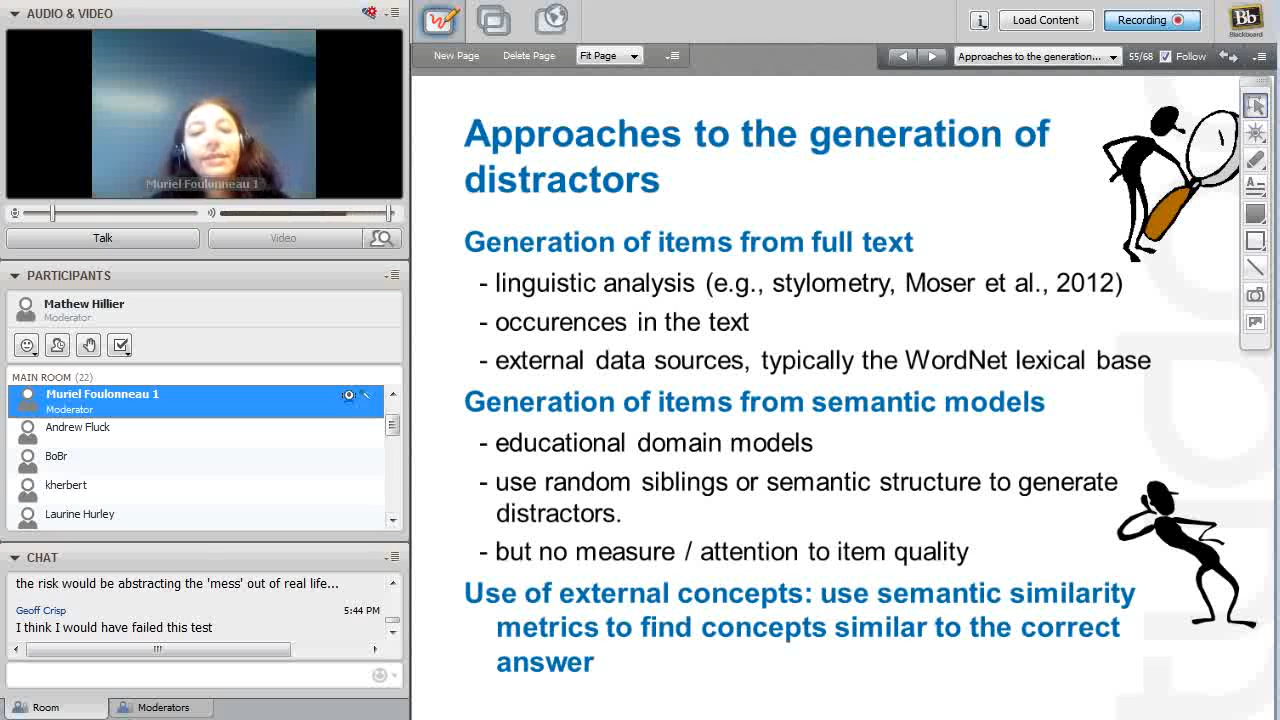 AUDIO & VIDEO
Muriel Foulonneau 1
Talk
Video
PARTICIPANTS
Mathew Hillier
Moderator
MAIN ROOM (22)
Muriel Foulonneau 1
Moderator
Andrew Fluck
BoBr
kherbert
Laurine Hurley
CHAT
the risk would be abstracting the 'mess' out of real life...
Geoff Crisp 5:44 PM
I think I would have failed this test
Room
Moderators
Load Content
Recording
Bb
Blackboard
New Page
Delete Page
Fit Page
Approaches to the generation...
55/68
Follow
Approaches to the generation of
distractors
Generation of items from full text
- linguistic analysis (e.g., stylometry, Moser et al., 2012)
- occurences in the text
- external data sources, typically the WordNet lexical base
Generation of items from semantic models
- educational domain models
- use random siblings or semantic structure to generate
distractors.
- but no measure / attention to item quality
Use of external concepts: use semantic similarity
metrics to find concepts similar to the correct
answer